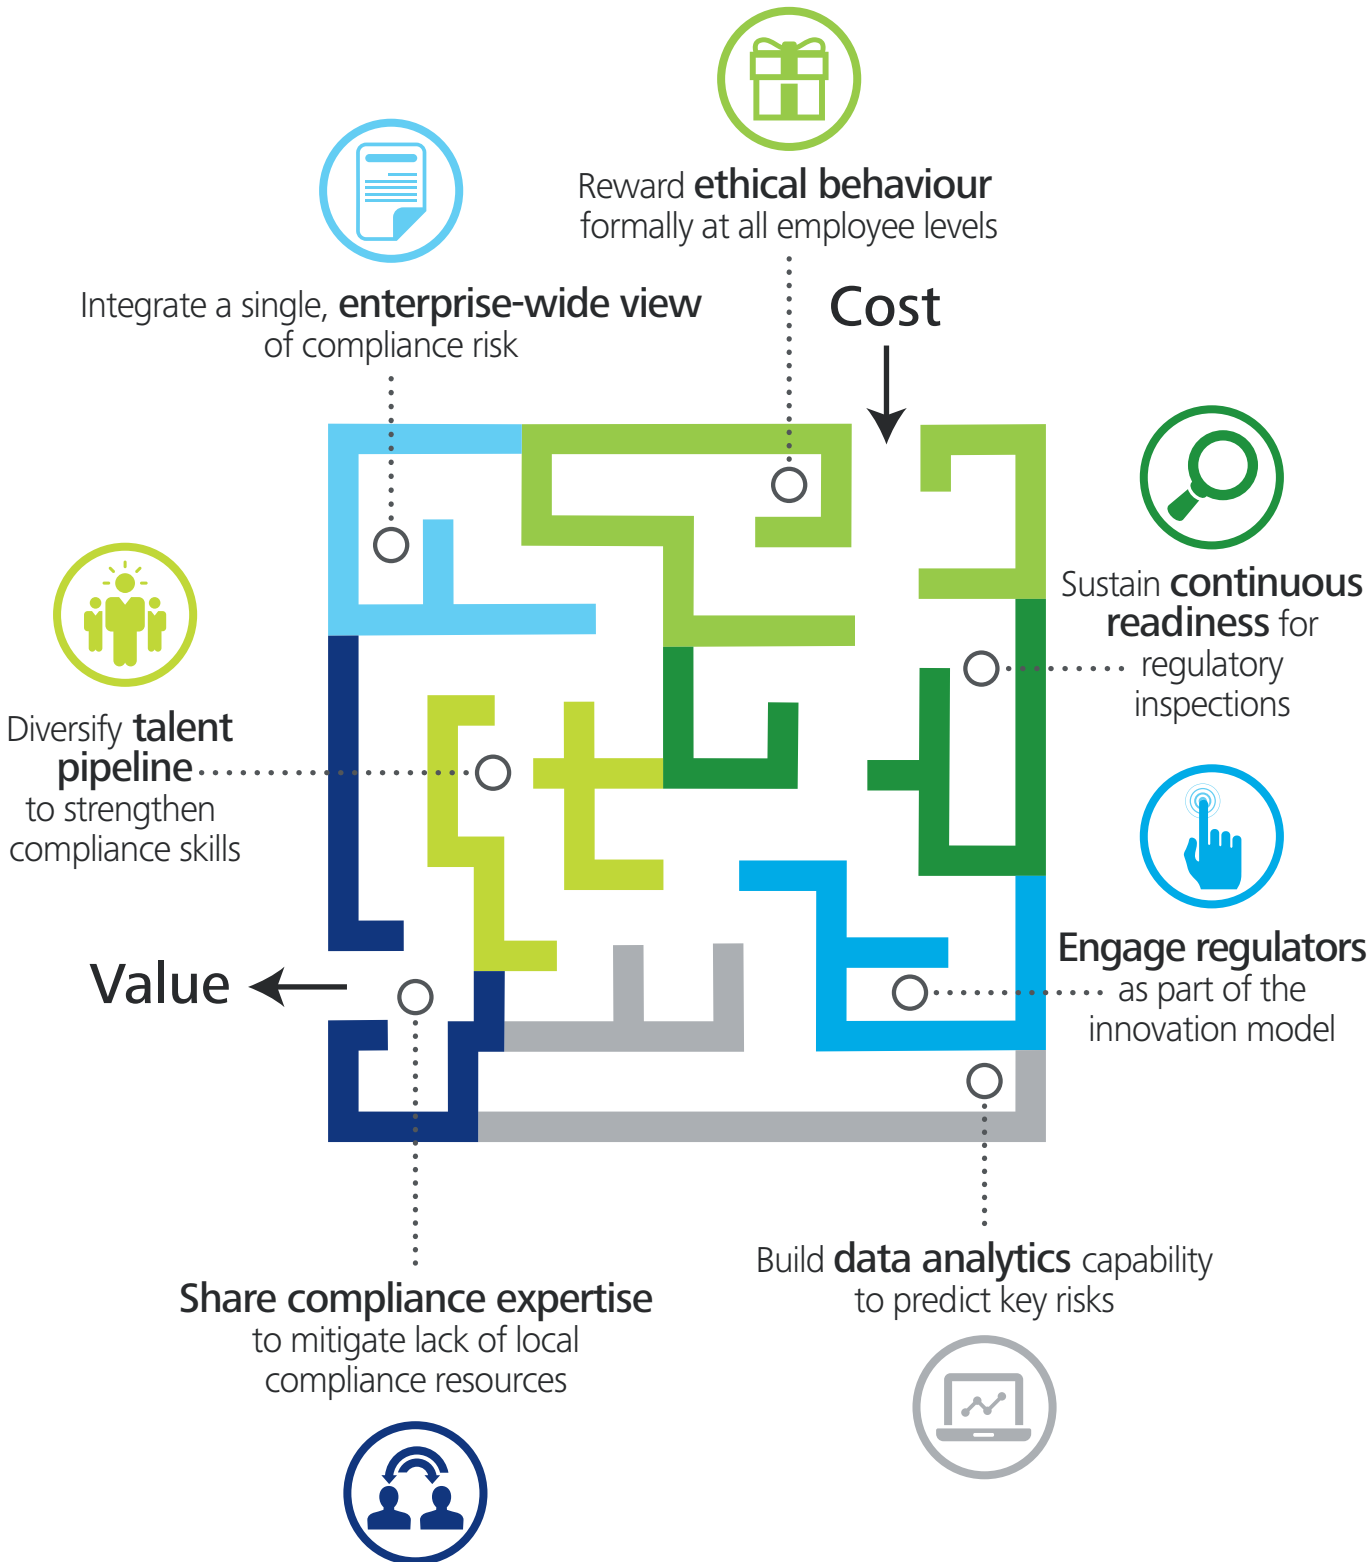 Reward ethical behaviour
formally at all employee levels
Integrate a single, enterprise-wide view
of compliance risk
Cost
Sustain continuous
readiness for
regulatory
inspections
Diversify talent
pipeline
to strengthen
compliance skills
Engage regulators
as part of the
innovation model
Value
Build data analytics capability
to predict key risks
Share compliance expertise
to mitigate lack of local
compliance resources